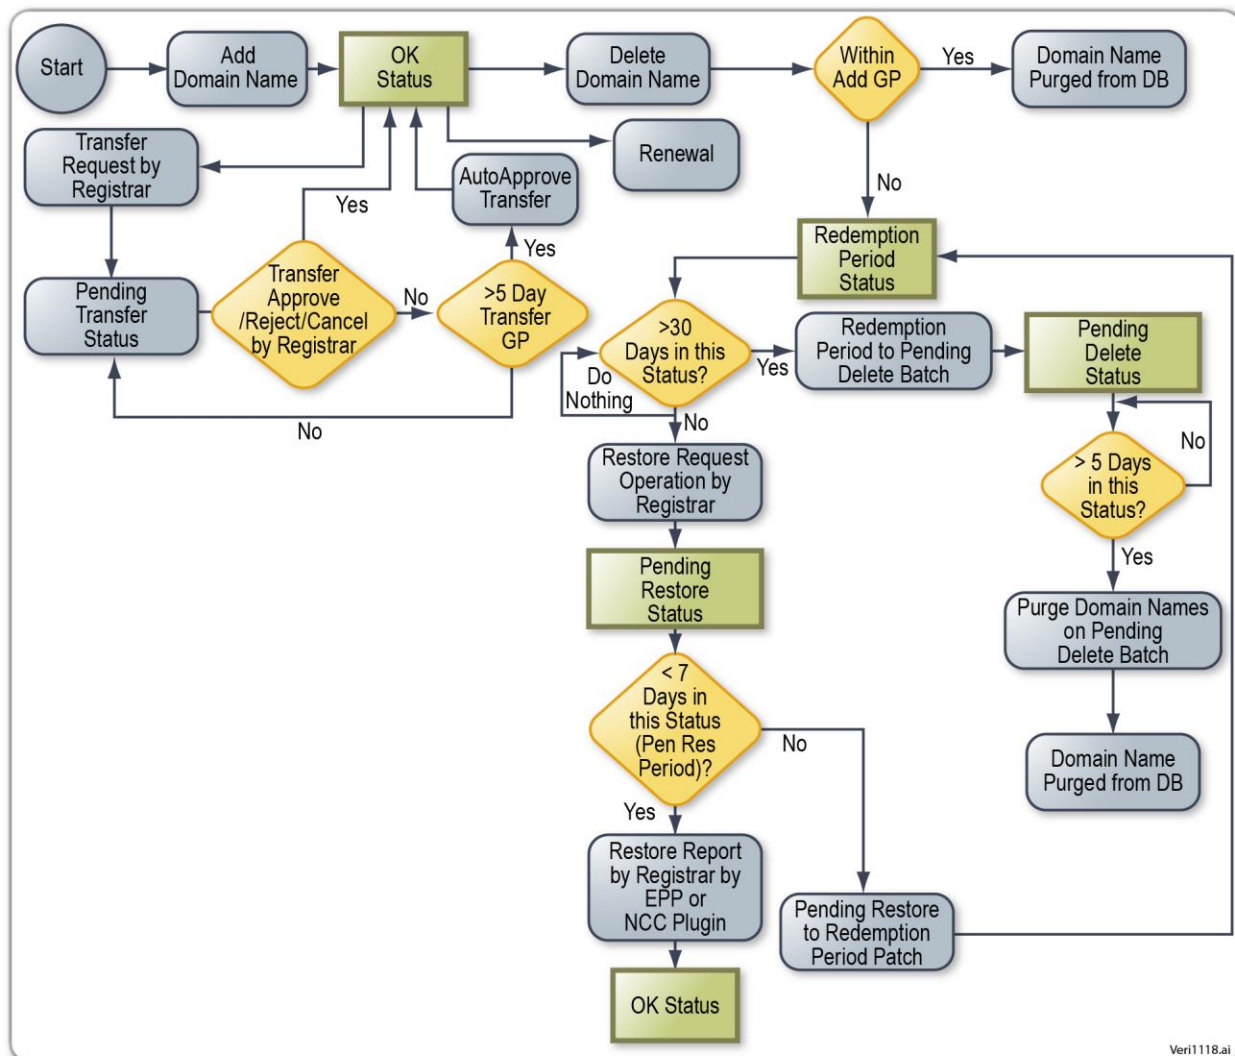 Start
Add
Domain Name
OK
Status
Delete
Domain Name
Within
Add GP
Yes
Domain Name
Purged from DB
Transfer
Request by
Registrar
Renewal
AutoApprove
Transfer
Yes
No
Yes
Redemption
Period
Status
Pending
Transfer
Status
Transfer
Approve
/Reject/Cancel
by Registrar
No
>5 Day
Transfer
GP
No
>30
Days in this
Status?
Do
Nothing
Yes
No
Redemption
Period to Pending
Delete Batch
Pending
Delete
Status
No
> 5 Days
in this
Status?
Yes
Restore Request
Operation by
Registrar
Pending
Restore
Status
Purge Domain Names
on Pending
Delete Batch
< 7
Days in
this Status
(Pen Res
Period)?
No
Yes
Domain Name
Purged from DB
Restore Report
by Registrar by
EPP or
NCC Plugin
Pending Restore
to Redemption
Period Patch
OK Status
Veri1118.ai